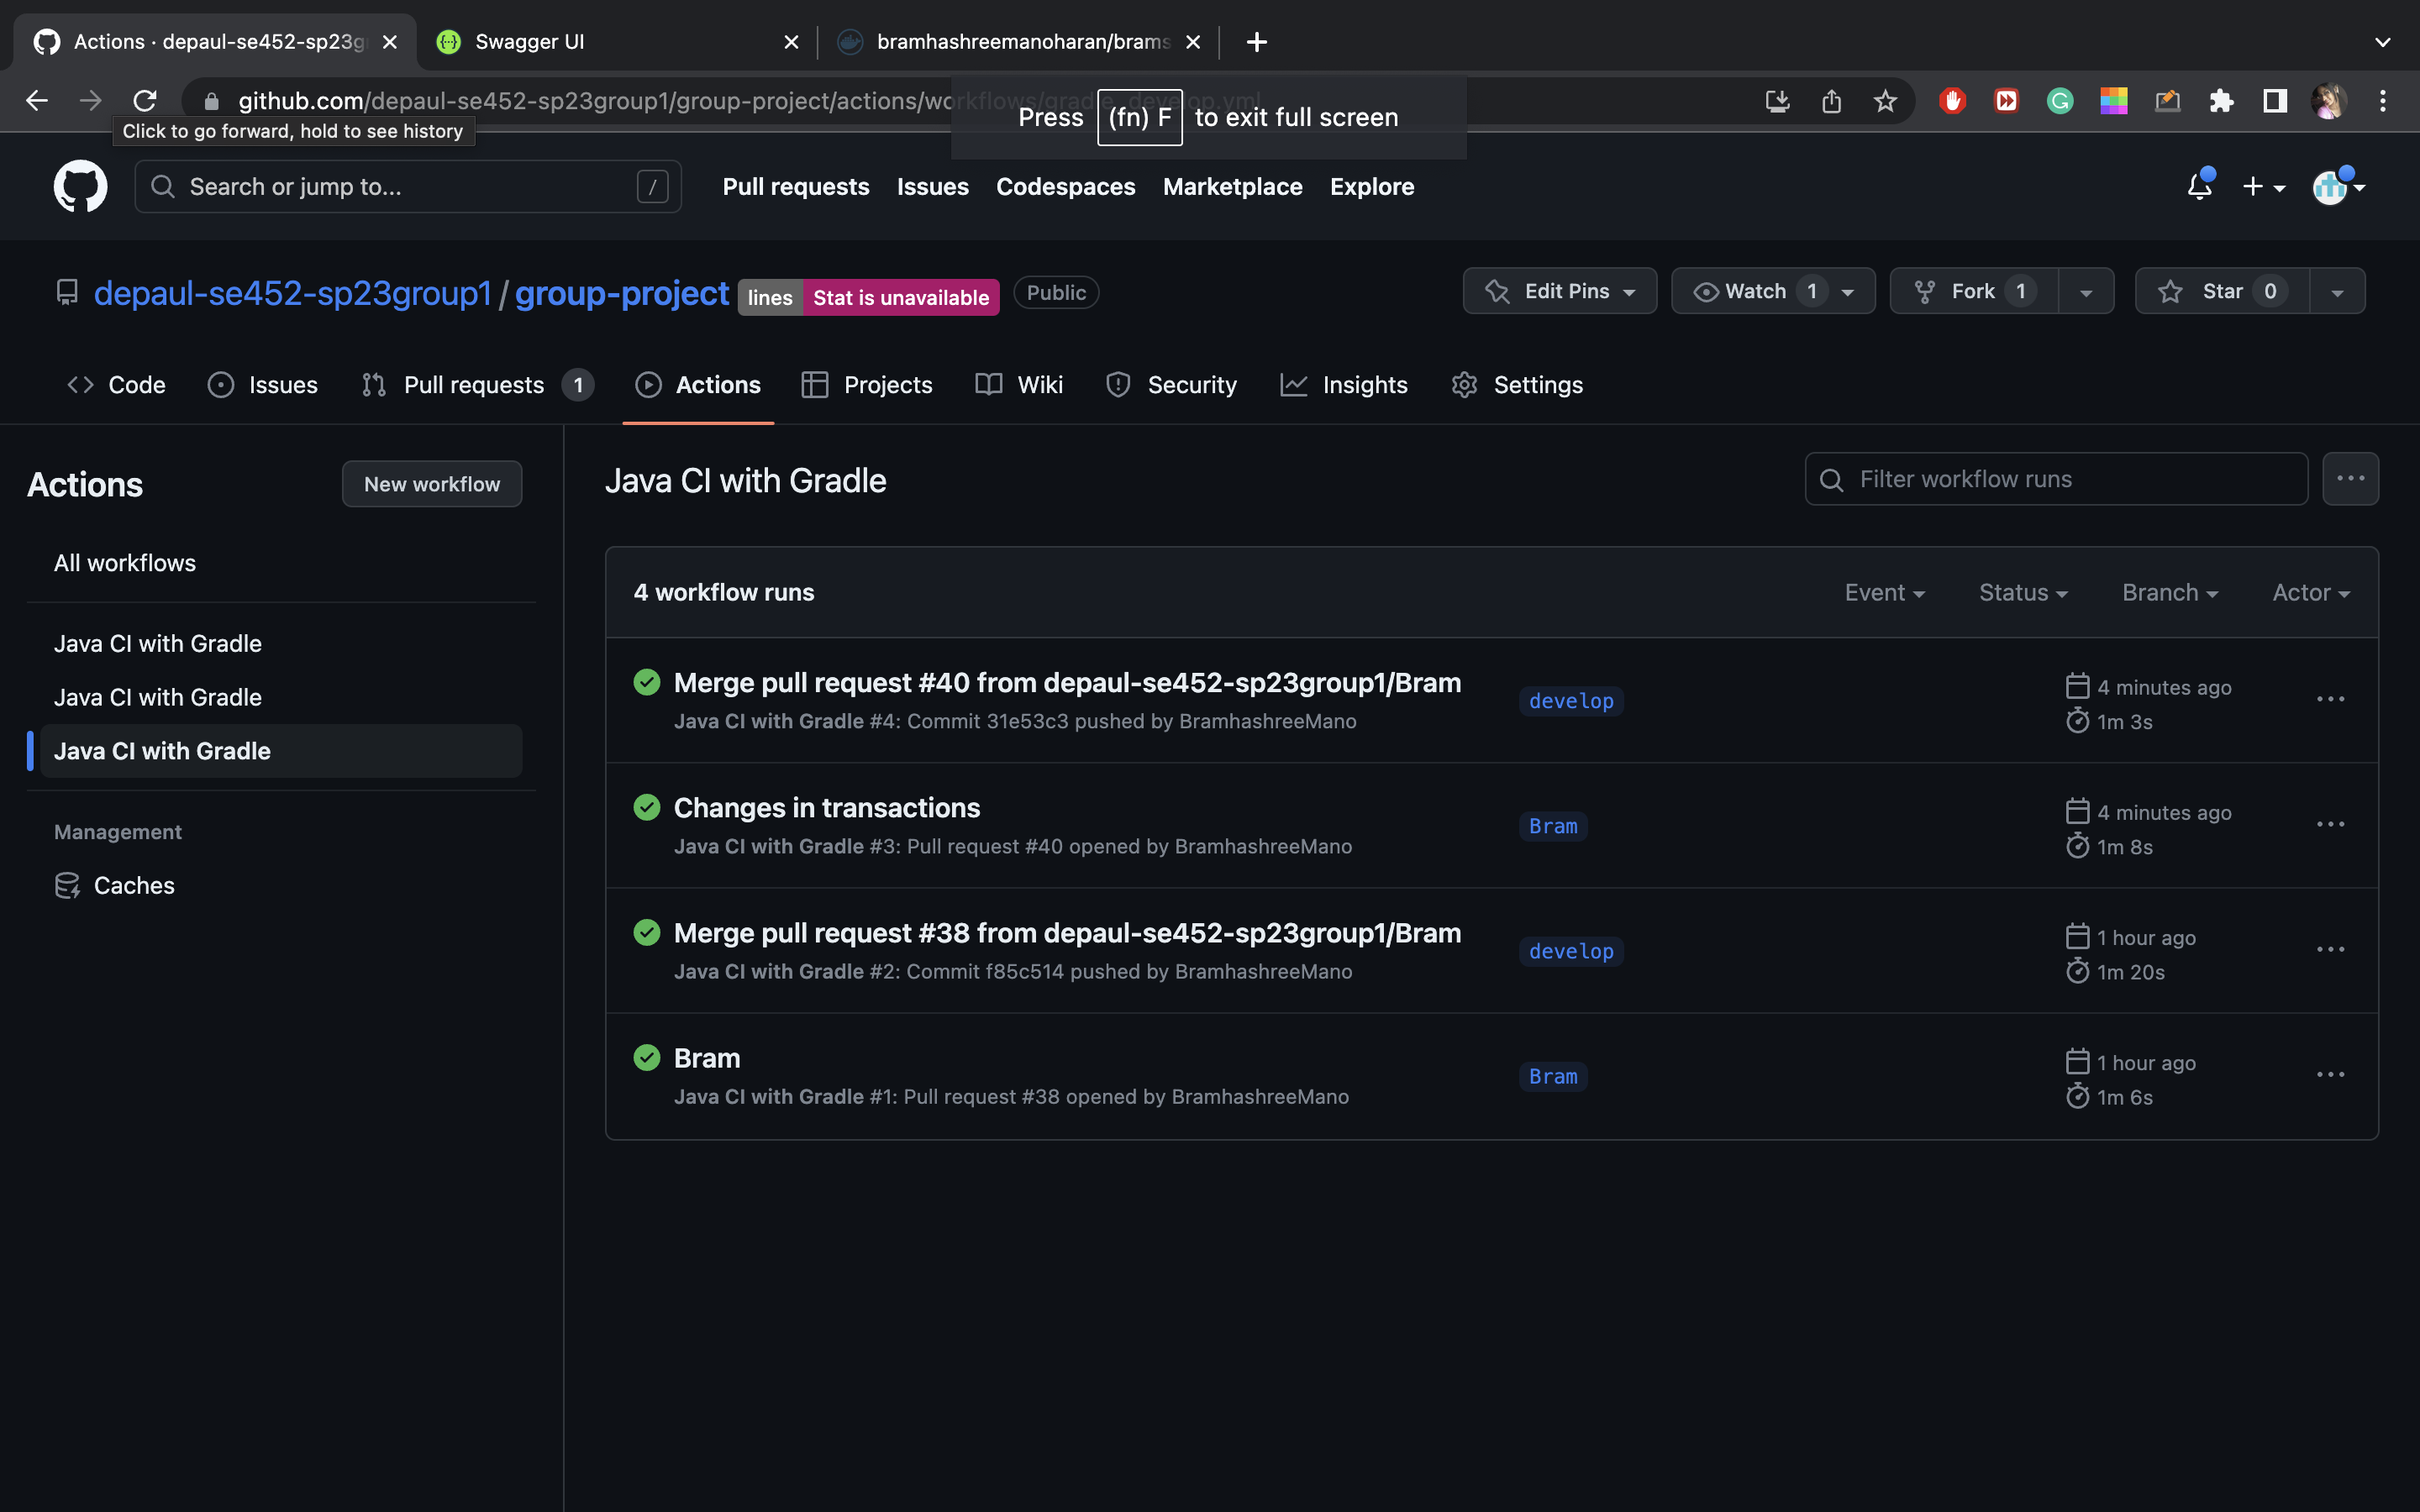 Actions · depaul-se452-sp23g
Swagger UI
bramhashreemanoharan/brams
github.com/depaul-se452-sp23group1/group-project/actions/workflows/gradle_develop.yml
Click to go forward, hold to see history
Press (fn) F to exit full screen
Search or jump to... /
Pull requests Issues Codespaces Marketplace Explore
depaul-se452-sp23group1 / group-project lines Stat is unavailable Public
Edit Pins Watch 1 Fork 1 Star 0
Code Issues Pull requests 1 Actions Projects Wiki Security Insights Settings
Actions New workflow
All workflows
Java CI with Gradle
Java CI with Gradle
Java CI with Gradle
Management
Caches
Java CI with Gradle
Filter workflow runs
4 workflow runs
Event Status Branch Actor
Merge pull request #40 from depaul-se452-sp23group1/Bram
Java CI with Gradle #4: Commit 31e53c3 pushed by BramhashreeMano
develop
4 minutes ago
1m 3s
Changes in transactions
Java CI with Gradle #3: Pull request #40 opened by BramhashreeMano
Bram
4 minutes ago
1m 8s
Merge pull request #38 from depaul-se452-sp23group1/Bram
Java CI with Gradle #2: Commit f85c514 pushed by BramhashreeMano
develop
1 hour ago
1m 20s
Bram
Java CI with Gradle #1: Pull request #38 opened by BramhashreeMano
Bram
1 hour ago
1m 6s